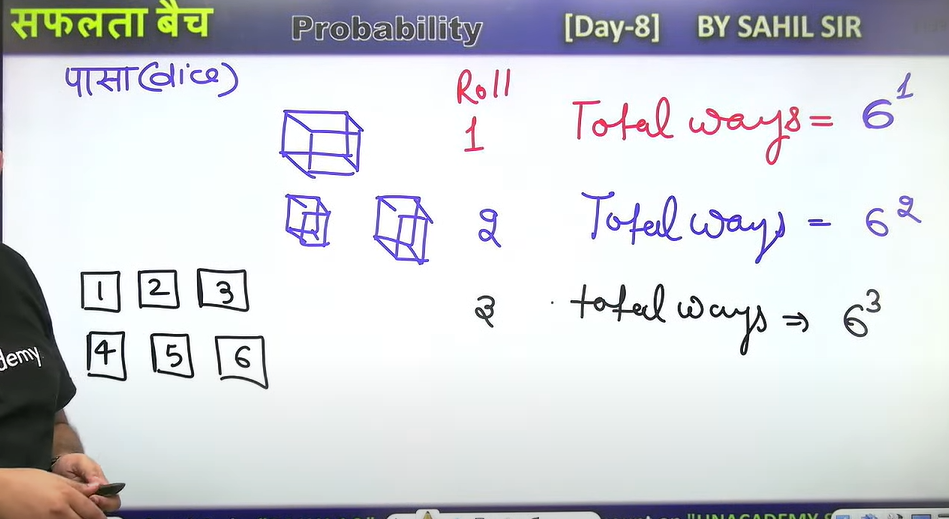 सफलता बैच Probability [Day-8] BY SAHIL SIR
पासा (dice)
Roll
1 Total ways = 6¹
2 Total ways = 6²
3 total ways ⇒ 6³
1 2 3
4 5 6
demy